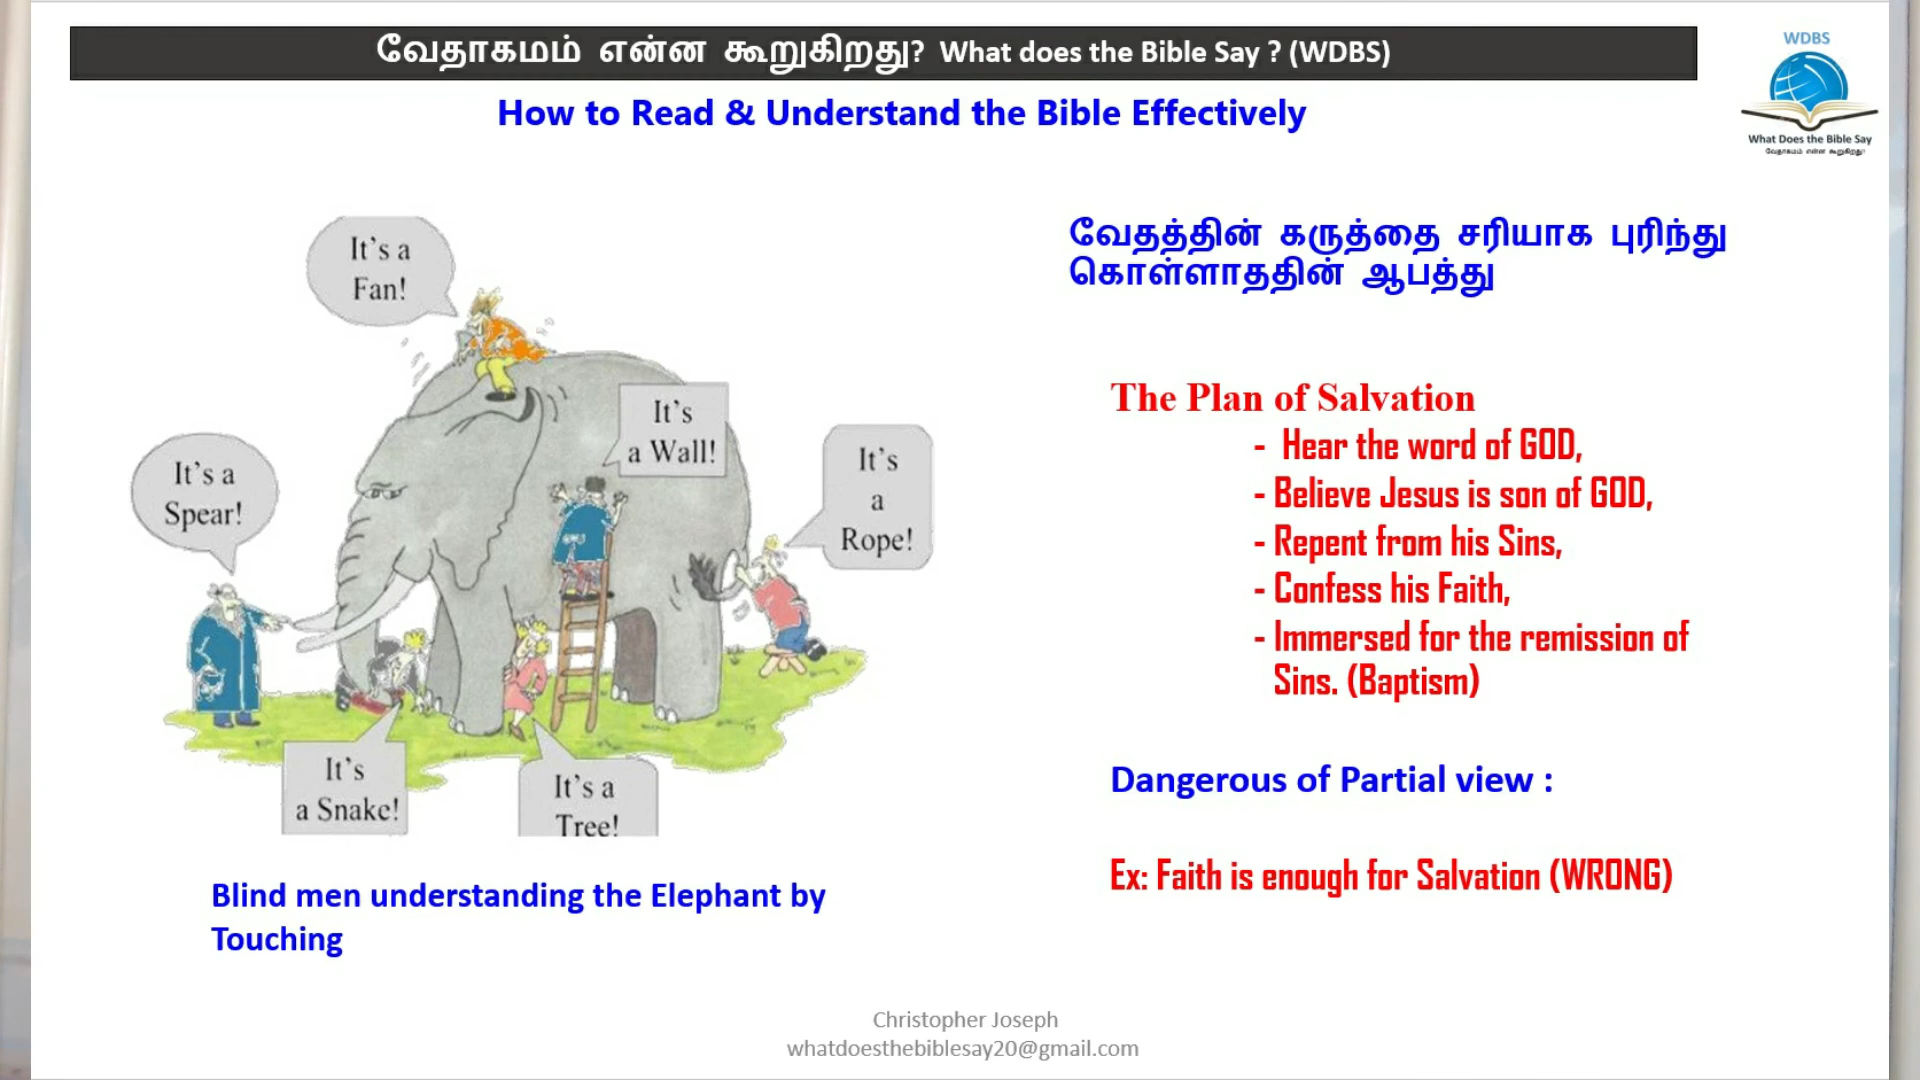 வேதாகமம் என்ன கூறுகிறது? What does the Bible Say ? (WDBS)
WDBS
What Does the Bible Say
வேதாகமம் என்ன கூறுகிறது?
How to Read & Understand the Bible Effectively
It's a
Fan!
It's
a Wall!
It's
a
Rope!
It's a
Spear!
It's
a Snake!
It's a
Tree!
Blind men understanding the Elephant by
Touching
வேதத்தின் கருத்தை சரியாக புரிந்து
கொள்ளாததின் ஆபத்து
The Plan of Salvation
- Hear the word of GOD,
- Believe Jesus is son of GOD,
- Repent from his Sins,
- Confess his Faith,
- Immersed for the remission of
Sins. (Baptism)
Dangerous of Partial view :
Ex: Faith is enough for Salvation (WRONG)
Christopher Joseph
whatdoesthebiblesay20@gmail.com